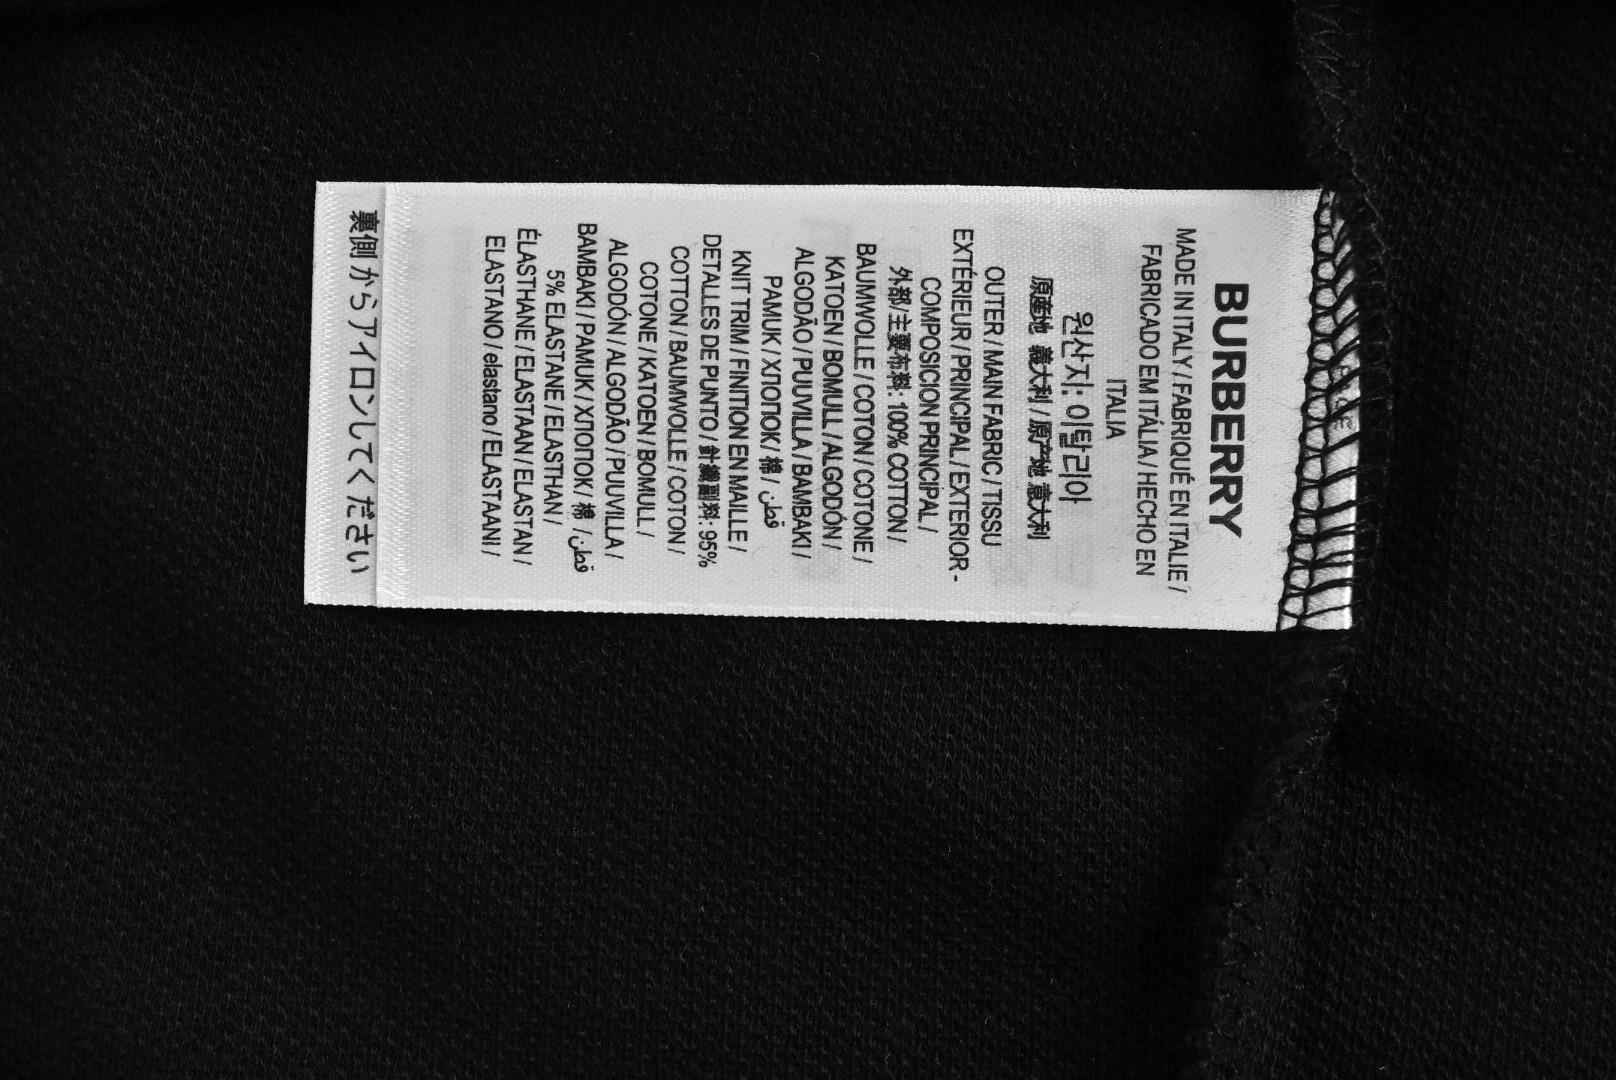 BURBERRY
MADE IN ITALY / FABRIQUÉ EN ITALIE /
FABRICADO EM ITÁLIA / HECHO EN
ITALIA
원산지: 이탈리아
原産地 義大利 / 原产地 意大利
OUTER / MAIN FABRIC / TISSU
EXTÉRIEUR / PRINCIPAL / EXTERIOR-
COMPOSICION PRINCIPAL /
外部/主要布料: 100% COTTON /
BAUMWOLLE / COTON / COTONE /
KATOEN / BOMULL / ALGODÓN /
ALGODÃO / PUUVILLA / BAMBAKI /
PAMUK / ХЛОПОК / 棉 / قطن
KNIT TRIM / FINITION EN MAILLE /
DETALLES DE PUNTO / 針織副料: 95%
COTTON / BAUMWOLLE / COTON /
COTONE / KATOEN / BOMULL /
ALGODÓN / ALGODÃO / PUUVILLA /
BAMBAKI / PAMUK / ХЛОПОК / 棉 / قطن
5% ELASTANE / ELASTHAN /
ÉLASTHANE / ELASTAAN / ELASTAN /
ELASTANO / elastano / ELASTAANI /
裏側からアイロンしてください